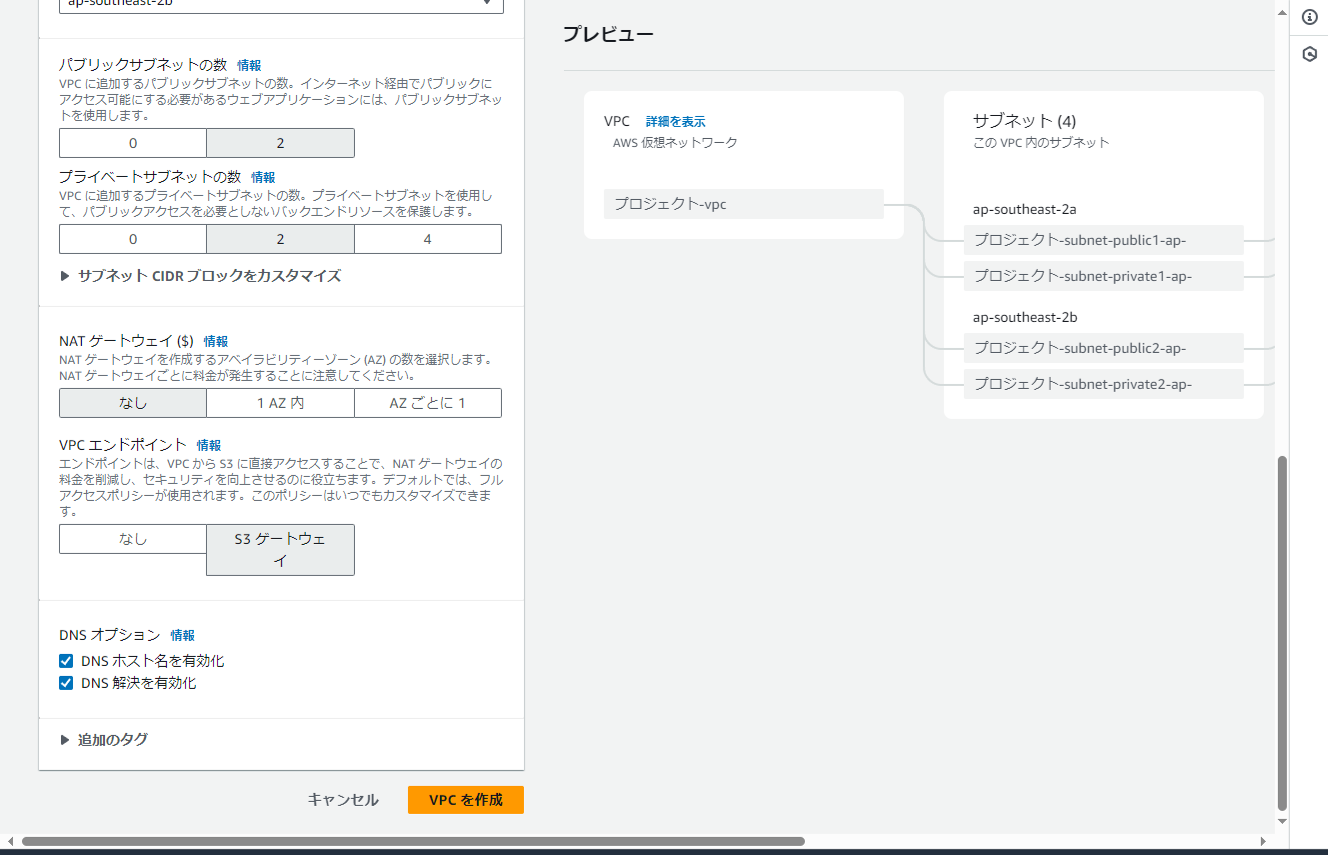 ap-southeast-2b
パブリックサブネットの数 情報
VPC に追加するパブリックサブネットの数。インターネット経由でパブリックに
アクセス可能にする必要があるウェブアプリケーションには、パブリックサブネッ
トを使用します。
0 2
プライベートサブネットの数 情報
VPC に追加するプライベートサブネットの数。プライベートサブネットを使用し
て、パブリックアクセスを必要としないバックエンドリソースを保護します。
0 2 4
サブネット CIDR ブロックをカスタマイズ
NAT ゲートウェイ ($) 情報
NAT ゲートウェイを作成するアベイラビリティーゾーン (AZ) の数を選択します。
NAT ゲートウェイごとに料金が発生することに注意してください。
なし 1 AZ 内 AZ ごとに 1
VPC エンドポイント 情報
エンドポイントは、VPC から S3 に直接アクセスすることで、NAT ゲートウェイの
料金を削減し、セキュリティを向上させるのに役立ちます。デフォルトでは、フル
アクセスポリシーが使用されます。このポリシーはいつでもカスタマイズできま
す。
なし S3 ゲートウェ
イ
DNS オプション 情報
DNS ホスト名を有効化
DNS 解決を有効化
追加のタグ
キャンセル VPC を作成
プレビュー
VPC 詳細を表示
AWS 仮想ネットワーク
プロジェクト-vpc
サブネット (4)
この VPC 内のサブネット
ap-southeast-2a
プロジェクト-subnet-public1-ap-
プロジェクト-subnet-private1-ap-
ap-southeast-2b
プロジェクト-subnet-public2-ap-
プロジェクト-subnet-private2-ap-